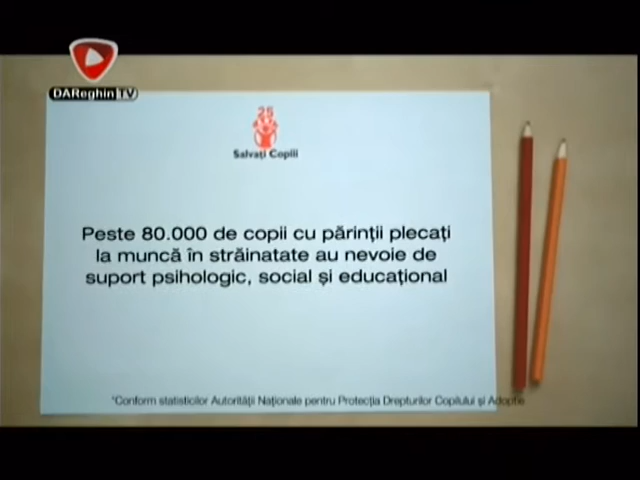 DAReghin TV
25
Salvați Copiii
Peste 80.000 de copii cu părinții plecați
la muncă în străinatate au nevoie de
suport psihologic, social și educațional
*Conform statisticilor Autorității Naționale pentru Protecția Drepturilor Copilului și Adopție